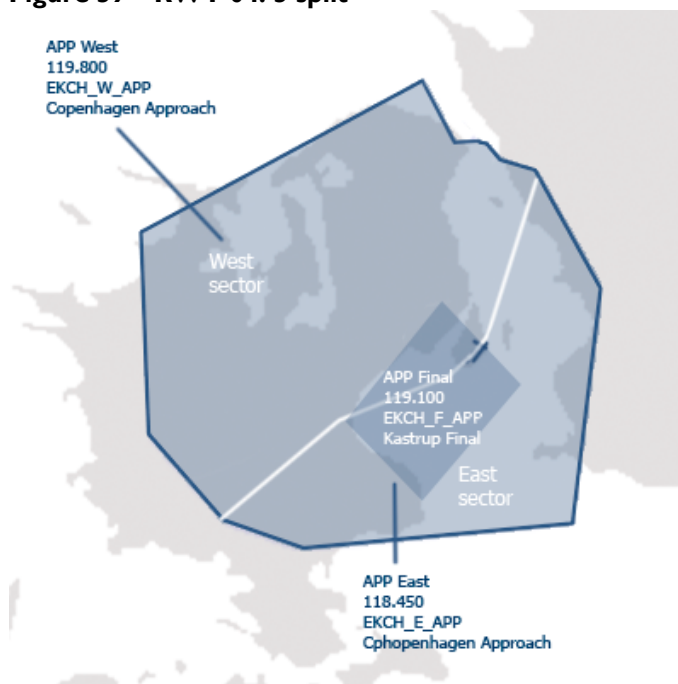 APP West
119.800
EKCH_W_APP
Copenhagen Approach
West
sector
APP Final
119.100
EKCH_F_APP
Kastrup Final
East
sector
APP East
118.450
EKCH_E_APP
Cphopenhagen Approach